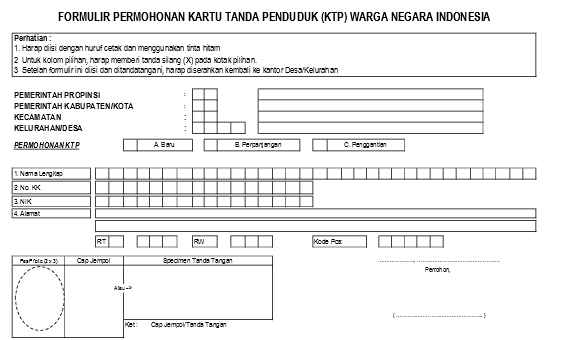 FORMULIR PERMOHONAN KARTU TANDA PENDUDUK (KTP) WARGA NEGARA INDONESIA
Perhatian :
1. Harap diisi dengan huruf cetak dan menggunakan tinta hitam
2 Untuk kolom pilihan, harap memberi tanda silang (X) pada kotak pilihan.
3 Setelah formulir ini diisi dan ditandatangani, harap diserahkan kembali ke kantor Desa/Kelurahan
PEMERINTAH PROPINSI :
PEMERINTAH KABUPATEN/KOTA :
KECAMATAN :
KELURAHAN/DESA :
PERMOHONAN KTP A. Baru B. Perpanjangan C. Penggantian
1. Nama Lengkap
2 No. KK
3. NIK
4. Alamat
RT RW Kode Pos:
Pas Photo (2 x 3) Cap Jempol Specimen Tanda Tangan
Atau -->
Ket : Cap Jempol/Tanda Tangan
......................, ......................................
Pemohon,
(..................................................)